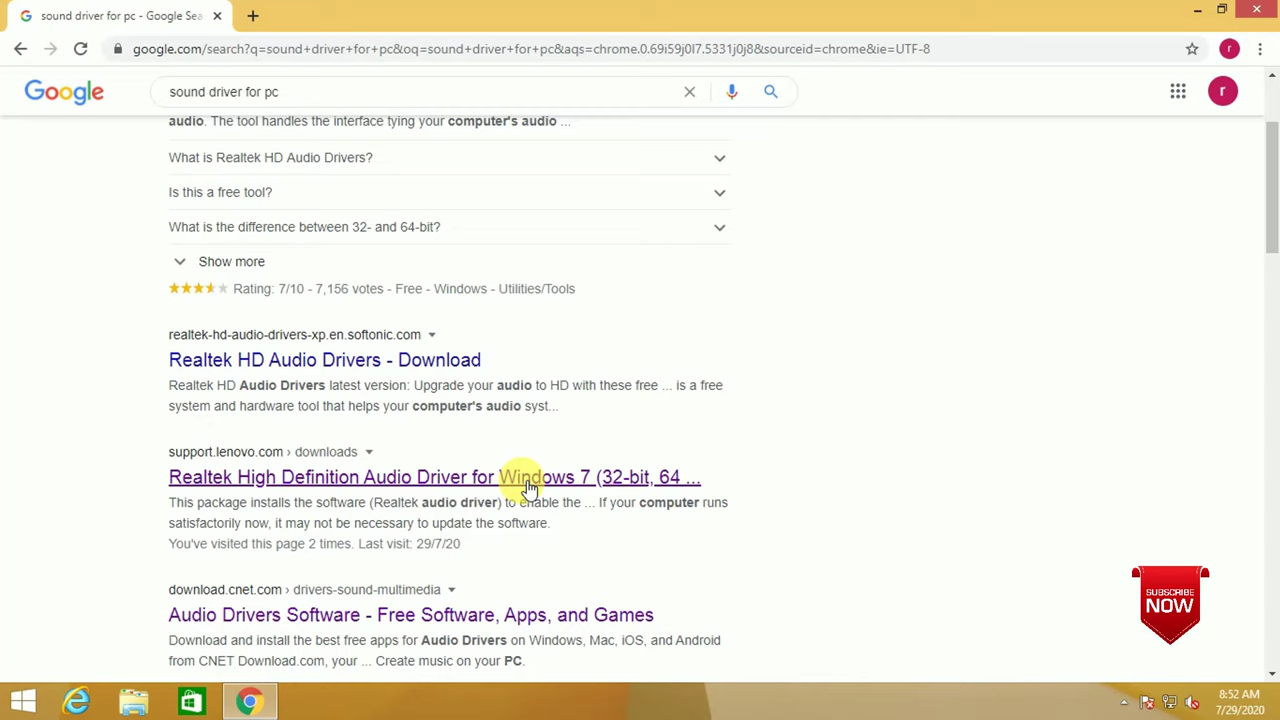 sound driver for pc - Google Sea
google.com/search?q=sound+driver+for+pc&oq=sound+driver+for+pc&aqs=chrome.0.69i59j0l7.5331j0j8&sourceid=chrome&ie=UTF-8
r
Google
sound driver for pc
r
audio. The tool handles the interface tying your computer's audio ...
What is Realtek HD Audio Drivers?
Is this a free tool?
What is the difference between 32- and 64-bit?
Show more
Rating: 7/10 - 7,156 votes - Free - Windows - Utilities/Tools
realtek-hd-audio-drivers-xp.en.softonic.com
Realtek HD Audio Drivers - Download
Realtek HD Audio Drivers latest version: Upgrade your audio to HD with these free ... is a free
system and hardware tool that helps your computer's audio syst...
support.lenovo.com › downloads
Realtek High Definition Audio Driver for Windows 7 (32-bit, 64 ...
This package installs the software (Realtek audio driver) to enable the ... If your computer runs
satisfactorily now, it may not be necessary to update the software.
You've visited this page 2 times. Last visit: 29/7/20
download.cnet.com › drivers-sound-multimedia
Audio Drivers Software - Free Software, Apps, and Games
Download and install the best free apps for Audio Drivers on Windows, Mac, iOS, and Android
from CNET Download.com, your ... Create music on your PC.
SUBSCRIBE
NOW
8:52 AM
7/29/2020